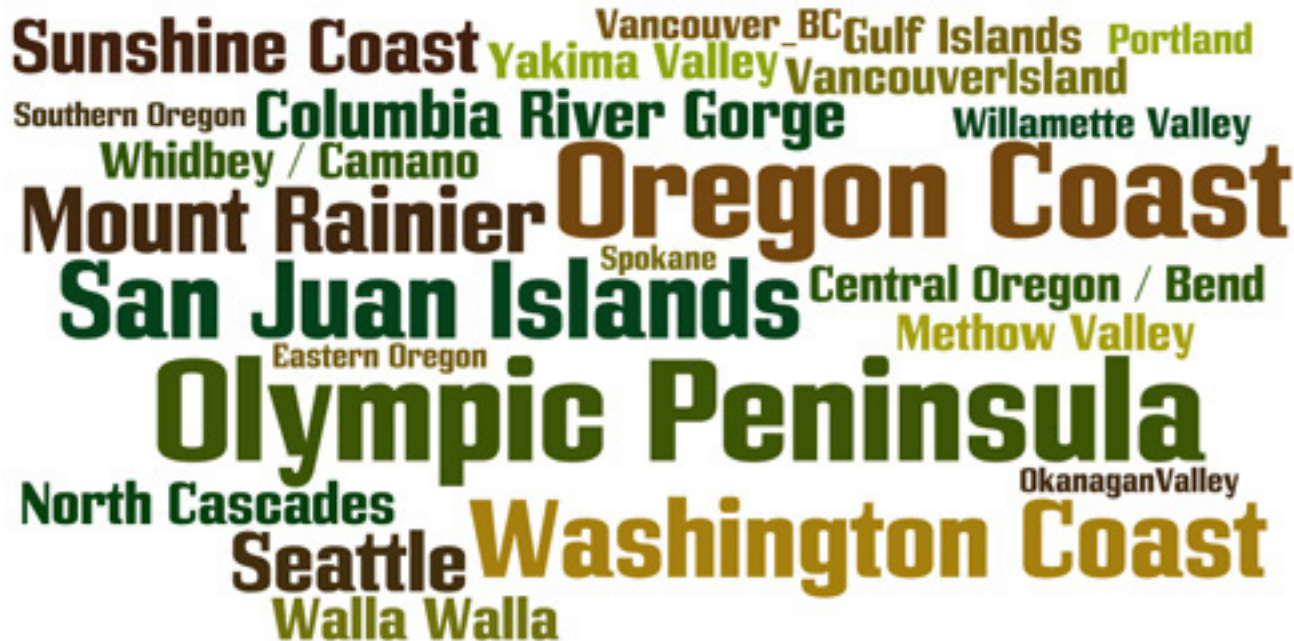 Sunshine Coast
Vancouver_BC
Gulf Islands
Portland
Yakima Valley
VancouverIsland
Southern Oregon
Columbia River Gorge
Willamette Valley
Whidbey / Camano
Oregon Coast
Mount Rainier
Spokane
San Juan Islands
Central Oregon / Bend
Methow Valley
Eastern Oregon
Olympic Peninsula
OkanaganValley
North Cascades
Washington Coast
Seattle
Walla Walla